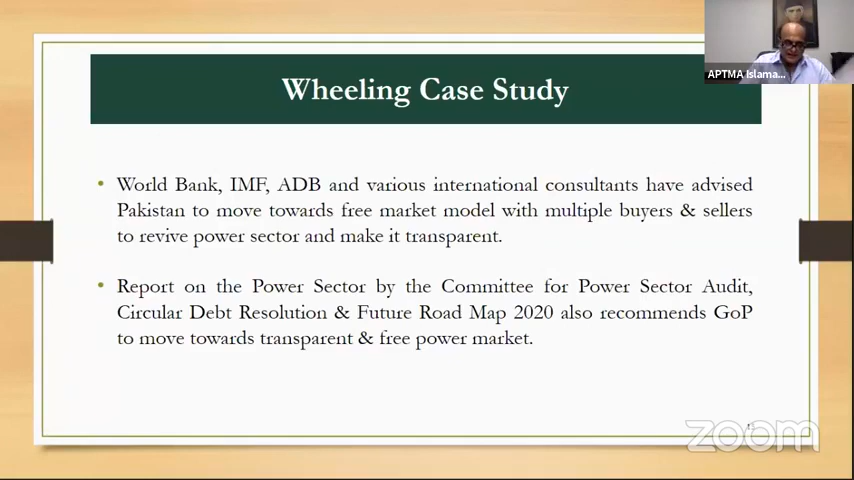 APTMA Islama...
Wheeling Case Study
• World Bank, IMF, ADB and various international consultants have advised
Pakistan to move towards free market model with multiple buyers & sellers
to revive power sector and make it transparent.
• Report on the Power Sector by the Committee for Power Sector Audit,
Circular Debt Resolution & Future Road Map 2020 also recommends GoP
to move towards transparent & free power market.
zoom